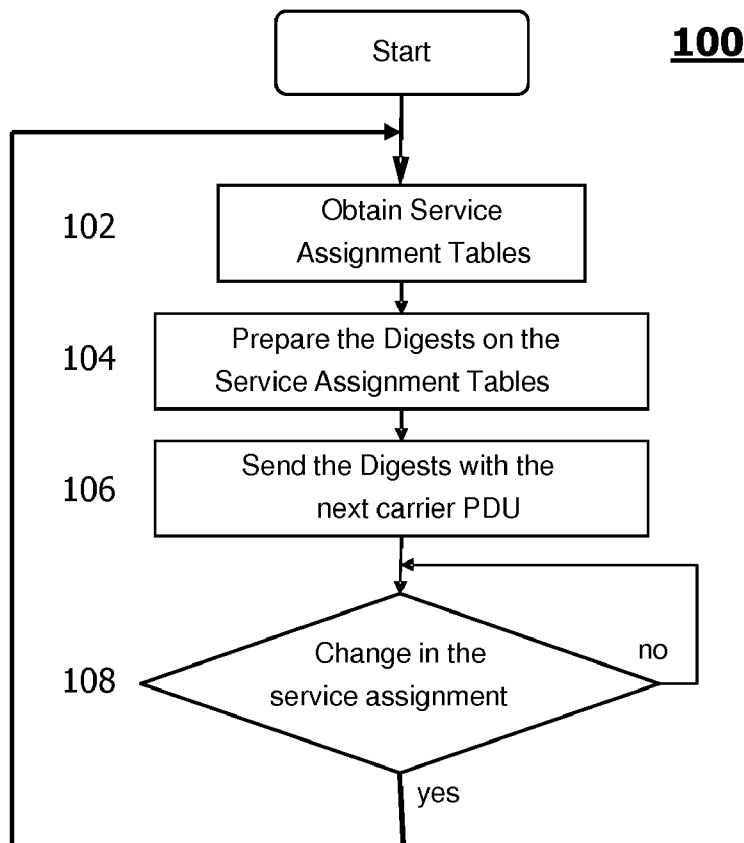 Start
100
102
Obtain Service
Assignment Tables
104
Prepare the Digests on the
Service Assignment Tables
106
Send the Digests with the
next carrier PDU
108
Change in the
service assignment
no
yes